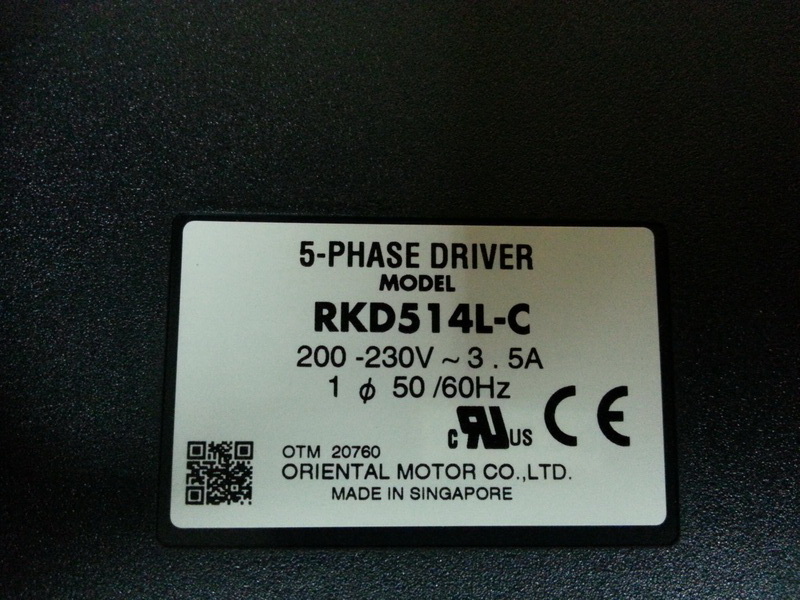 5-PHASE DRIVER
MODEL
RKD514L-C
200 -230V ~ 3 . 5A
1 ϕ 50 /60Hz
c RU US CE
OTM 20760
ORIENTAL MOTOR CO.,LTD.
MADE IN SINGAPORE